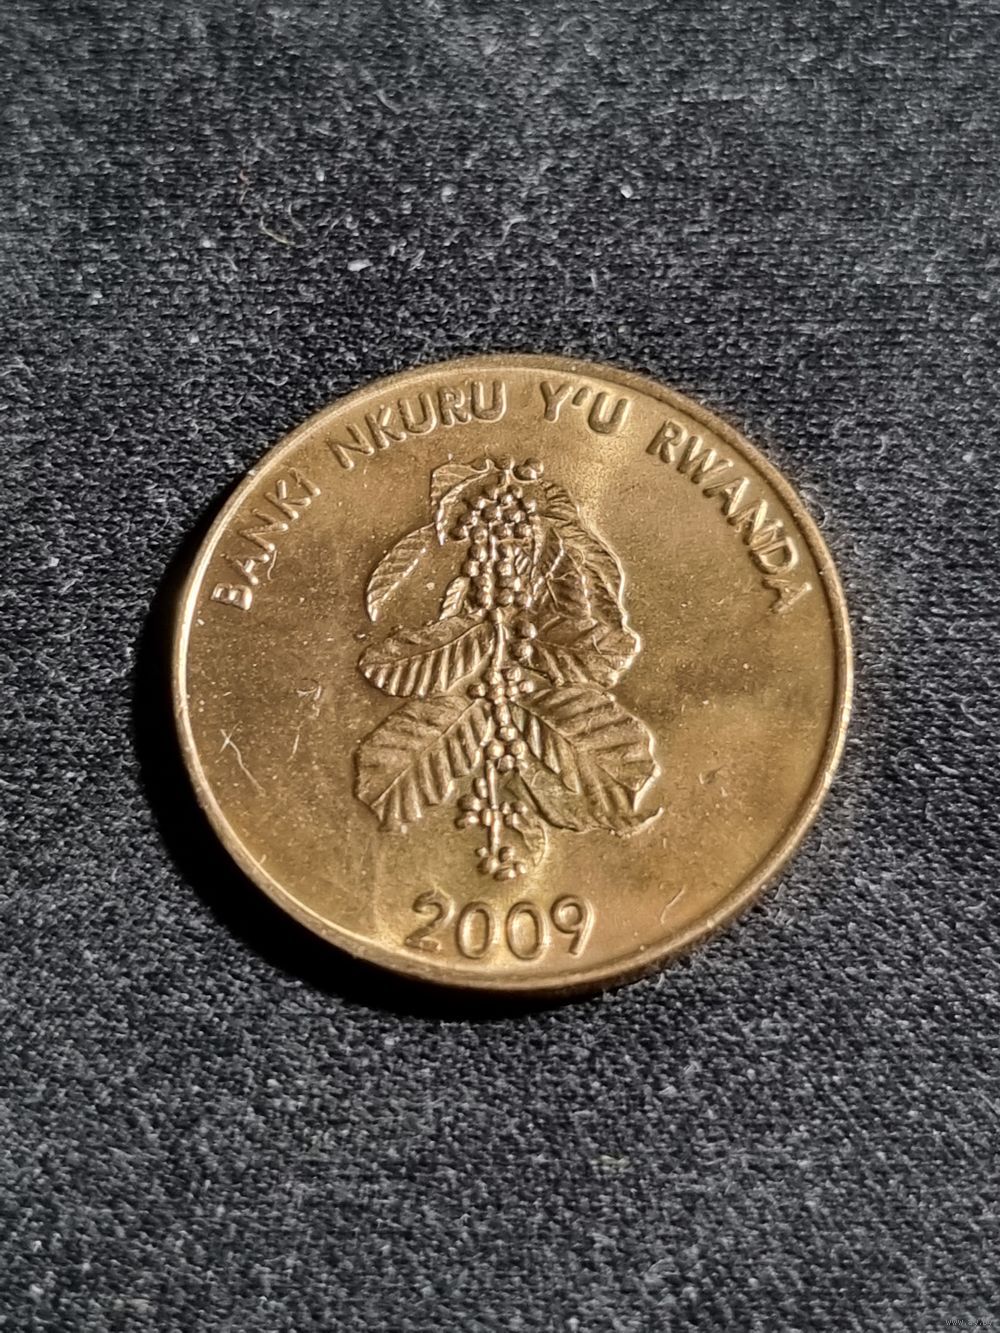 BANKI NKURU Y'U RWANDA
2009